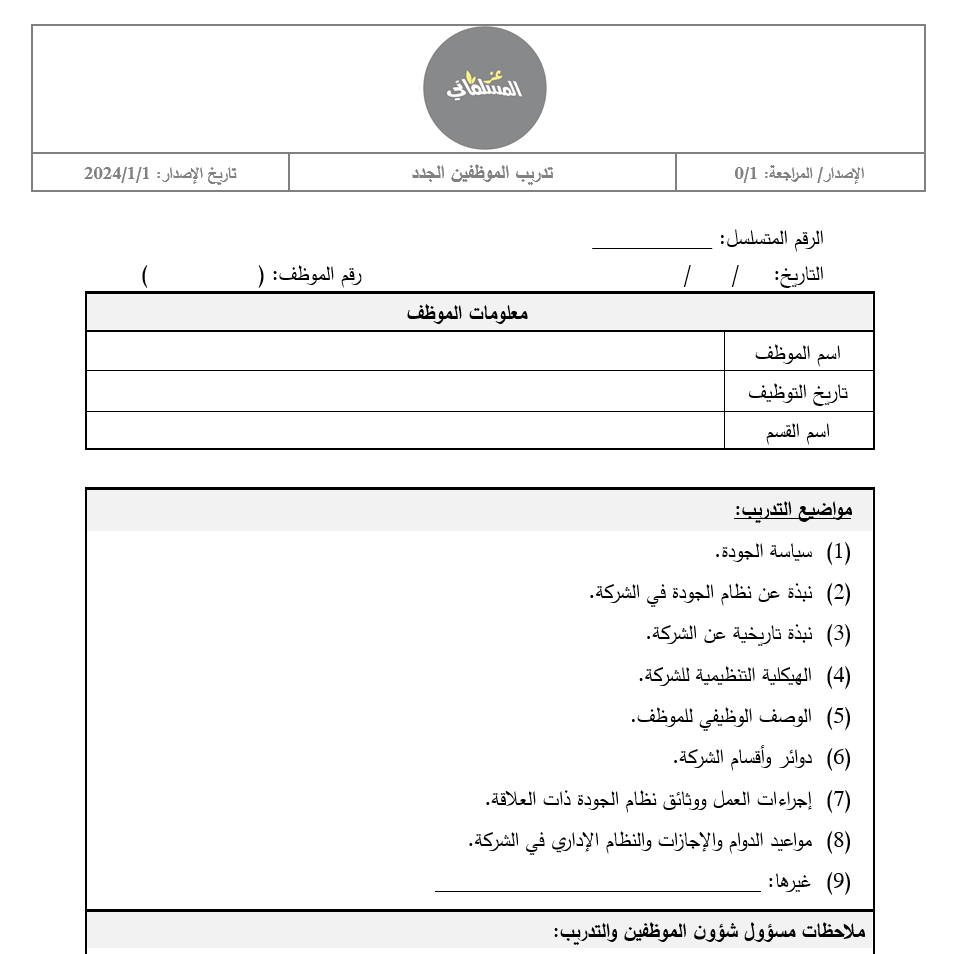 عز
المسلماني
الإصدار/ المراجعة: 0/1 تدريب الموظفين الجدد تاريخ الإصدار: 2024/1/1
الرقم المتسلسل: ____________
التاريخ: / / رقم الموظف: ( )
معلومات الموظف
اسم الموظف
تاريخ التوظيف
اسم القسم
مواضيع التدريب:
(1) سياسة الجودة.
(2) نبذة عن نظام الجودة في الشركة.
(3) نبذة تاريخية عن الشركة.
(4) الهيكلية التنظيمية للشركة.
(5) الوصف الوظيفي للموظف.
(6) دوائر وأقسام الشركة.
(7) إجراءات العمل ووثائق نظام الجودة ذات العلاقة.
(8) مواعيد الدوام والإجازات والنظام الإداري في الشركة.
(9) غيرها: ________________________________
ملاحظات مسؤول شؤون الموظفين والتدريب: